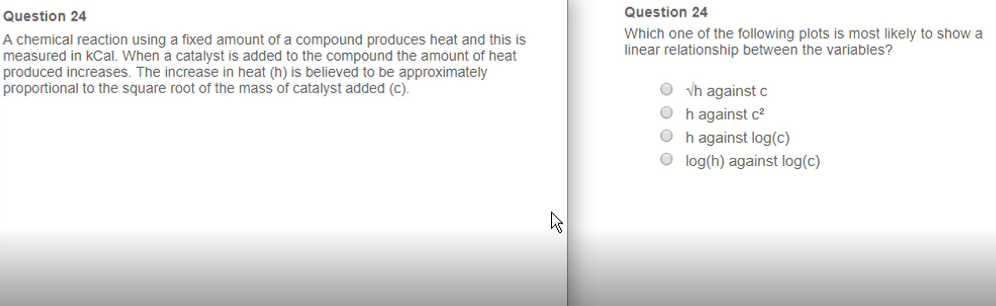 Question 24
A chemical reaction using a fixed amount of a compound produces heat and this is
measured in kCal. When a catalyst is added to the compound the amount of heat
produced increases. The increase in heat (h) is believed to be approximately
proportional to the square root of the mass of catalyst added (c).
Question 24
Which one of the following plots is most likely to show a
linear relationship between the variables?
√h against c
h against c²
h against log(c)
log(h) against log(c)